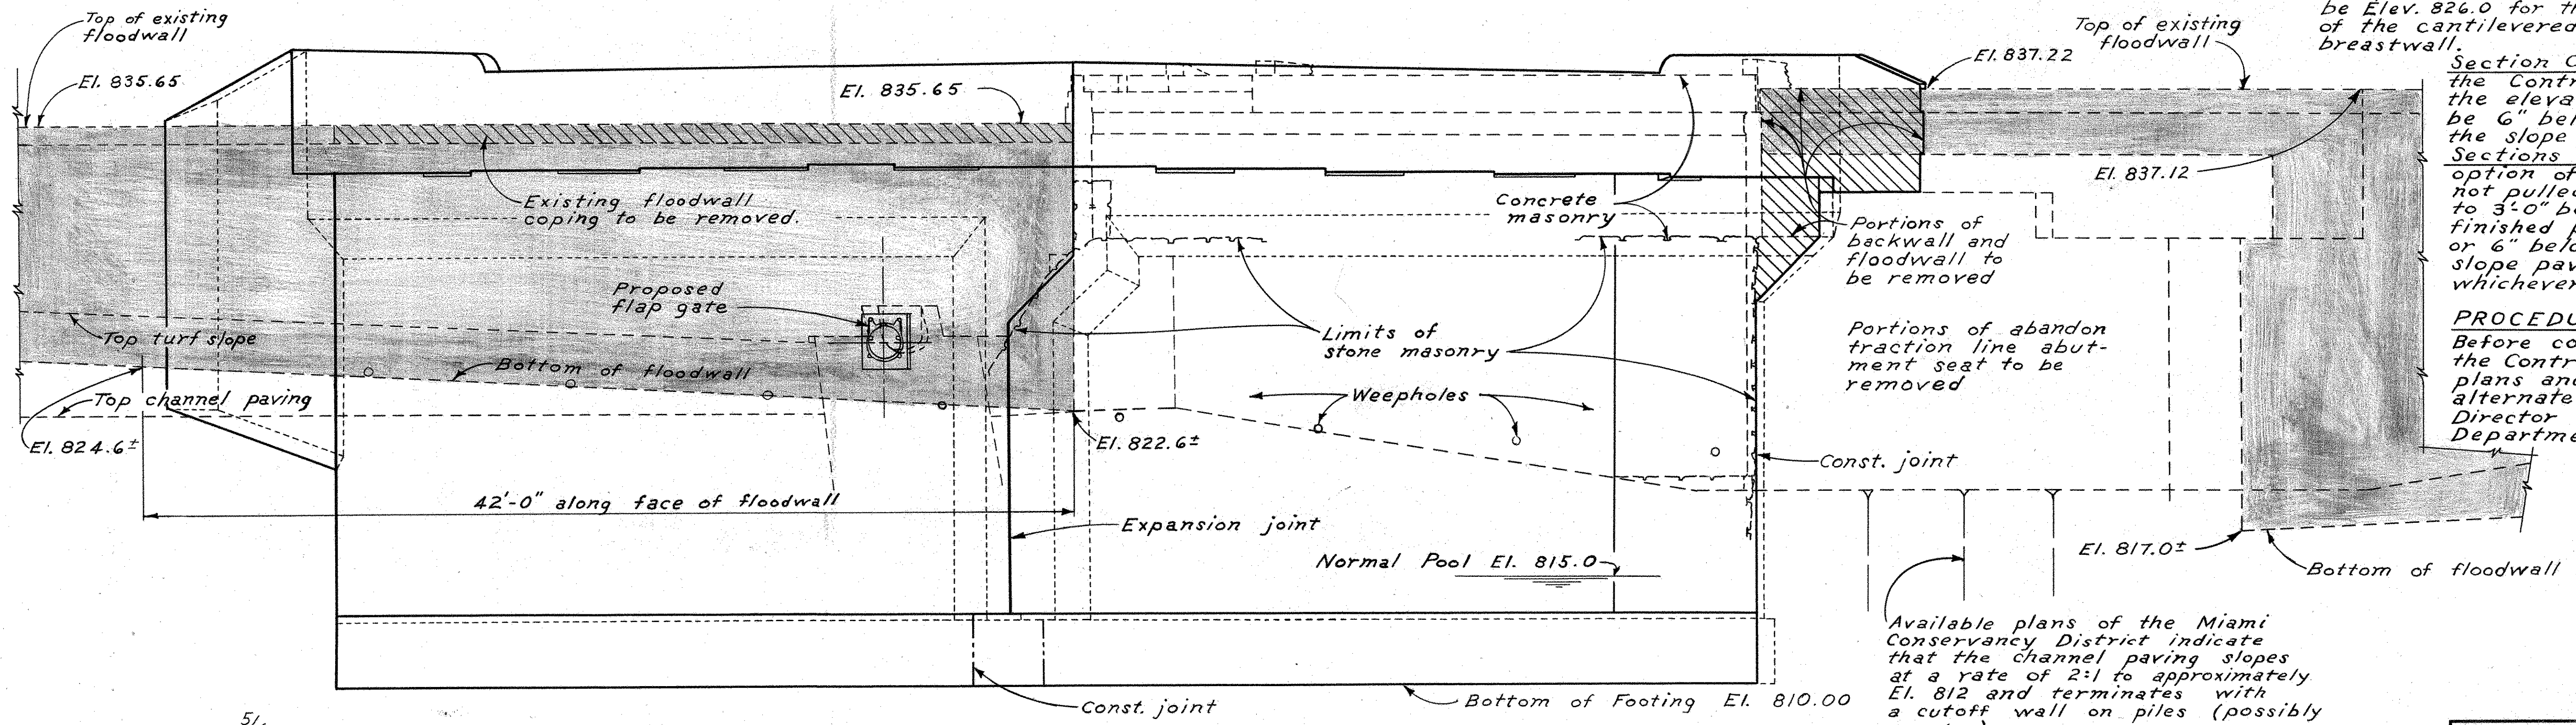 Top of existing
floodwall
El. 835.65
El. 835.65
Existing floodwall
coping to be removed.
Proposed
flap gate
Top turf slope
Bottom of floodwall
Top channel paving
El. 824.6±
El. 822.6±
42'-0" along face of floodwall
Expansion joint
Const. joint
51.
Concrete
masonry
Limits of
stone masonry
Weepholes
Normal Pool El. 815.0
Bottom of Footing El. 810.00
Const. joint
El. 837.22
Top of existing
floodwall
El. 837.12
Portions of
backwall and
floodwall to
be removed
Portions of abandon
traction line abut-
ment seat to be
removed
El. 817.0±
Bottom of floodwall
Available plans of the Miami
Conservancy District indicate
that the channel paving slopes
at a rate of 2:1 to approximately
El. 812 and terminates with
a cutoff wall on piles (possibly
be Elev. 826.0 for th
of the cantilevered
breastwall.
Section C
the Contr
the eleva
be 6" bel
the slope
Sections
option of
not pulled
to 3'-0" be
finished p
or 6" belo
slope pav
whichever
PROCEDU
Before co
the Contr
plans and
alternate
Director
Departme